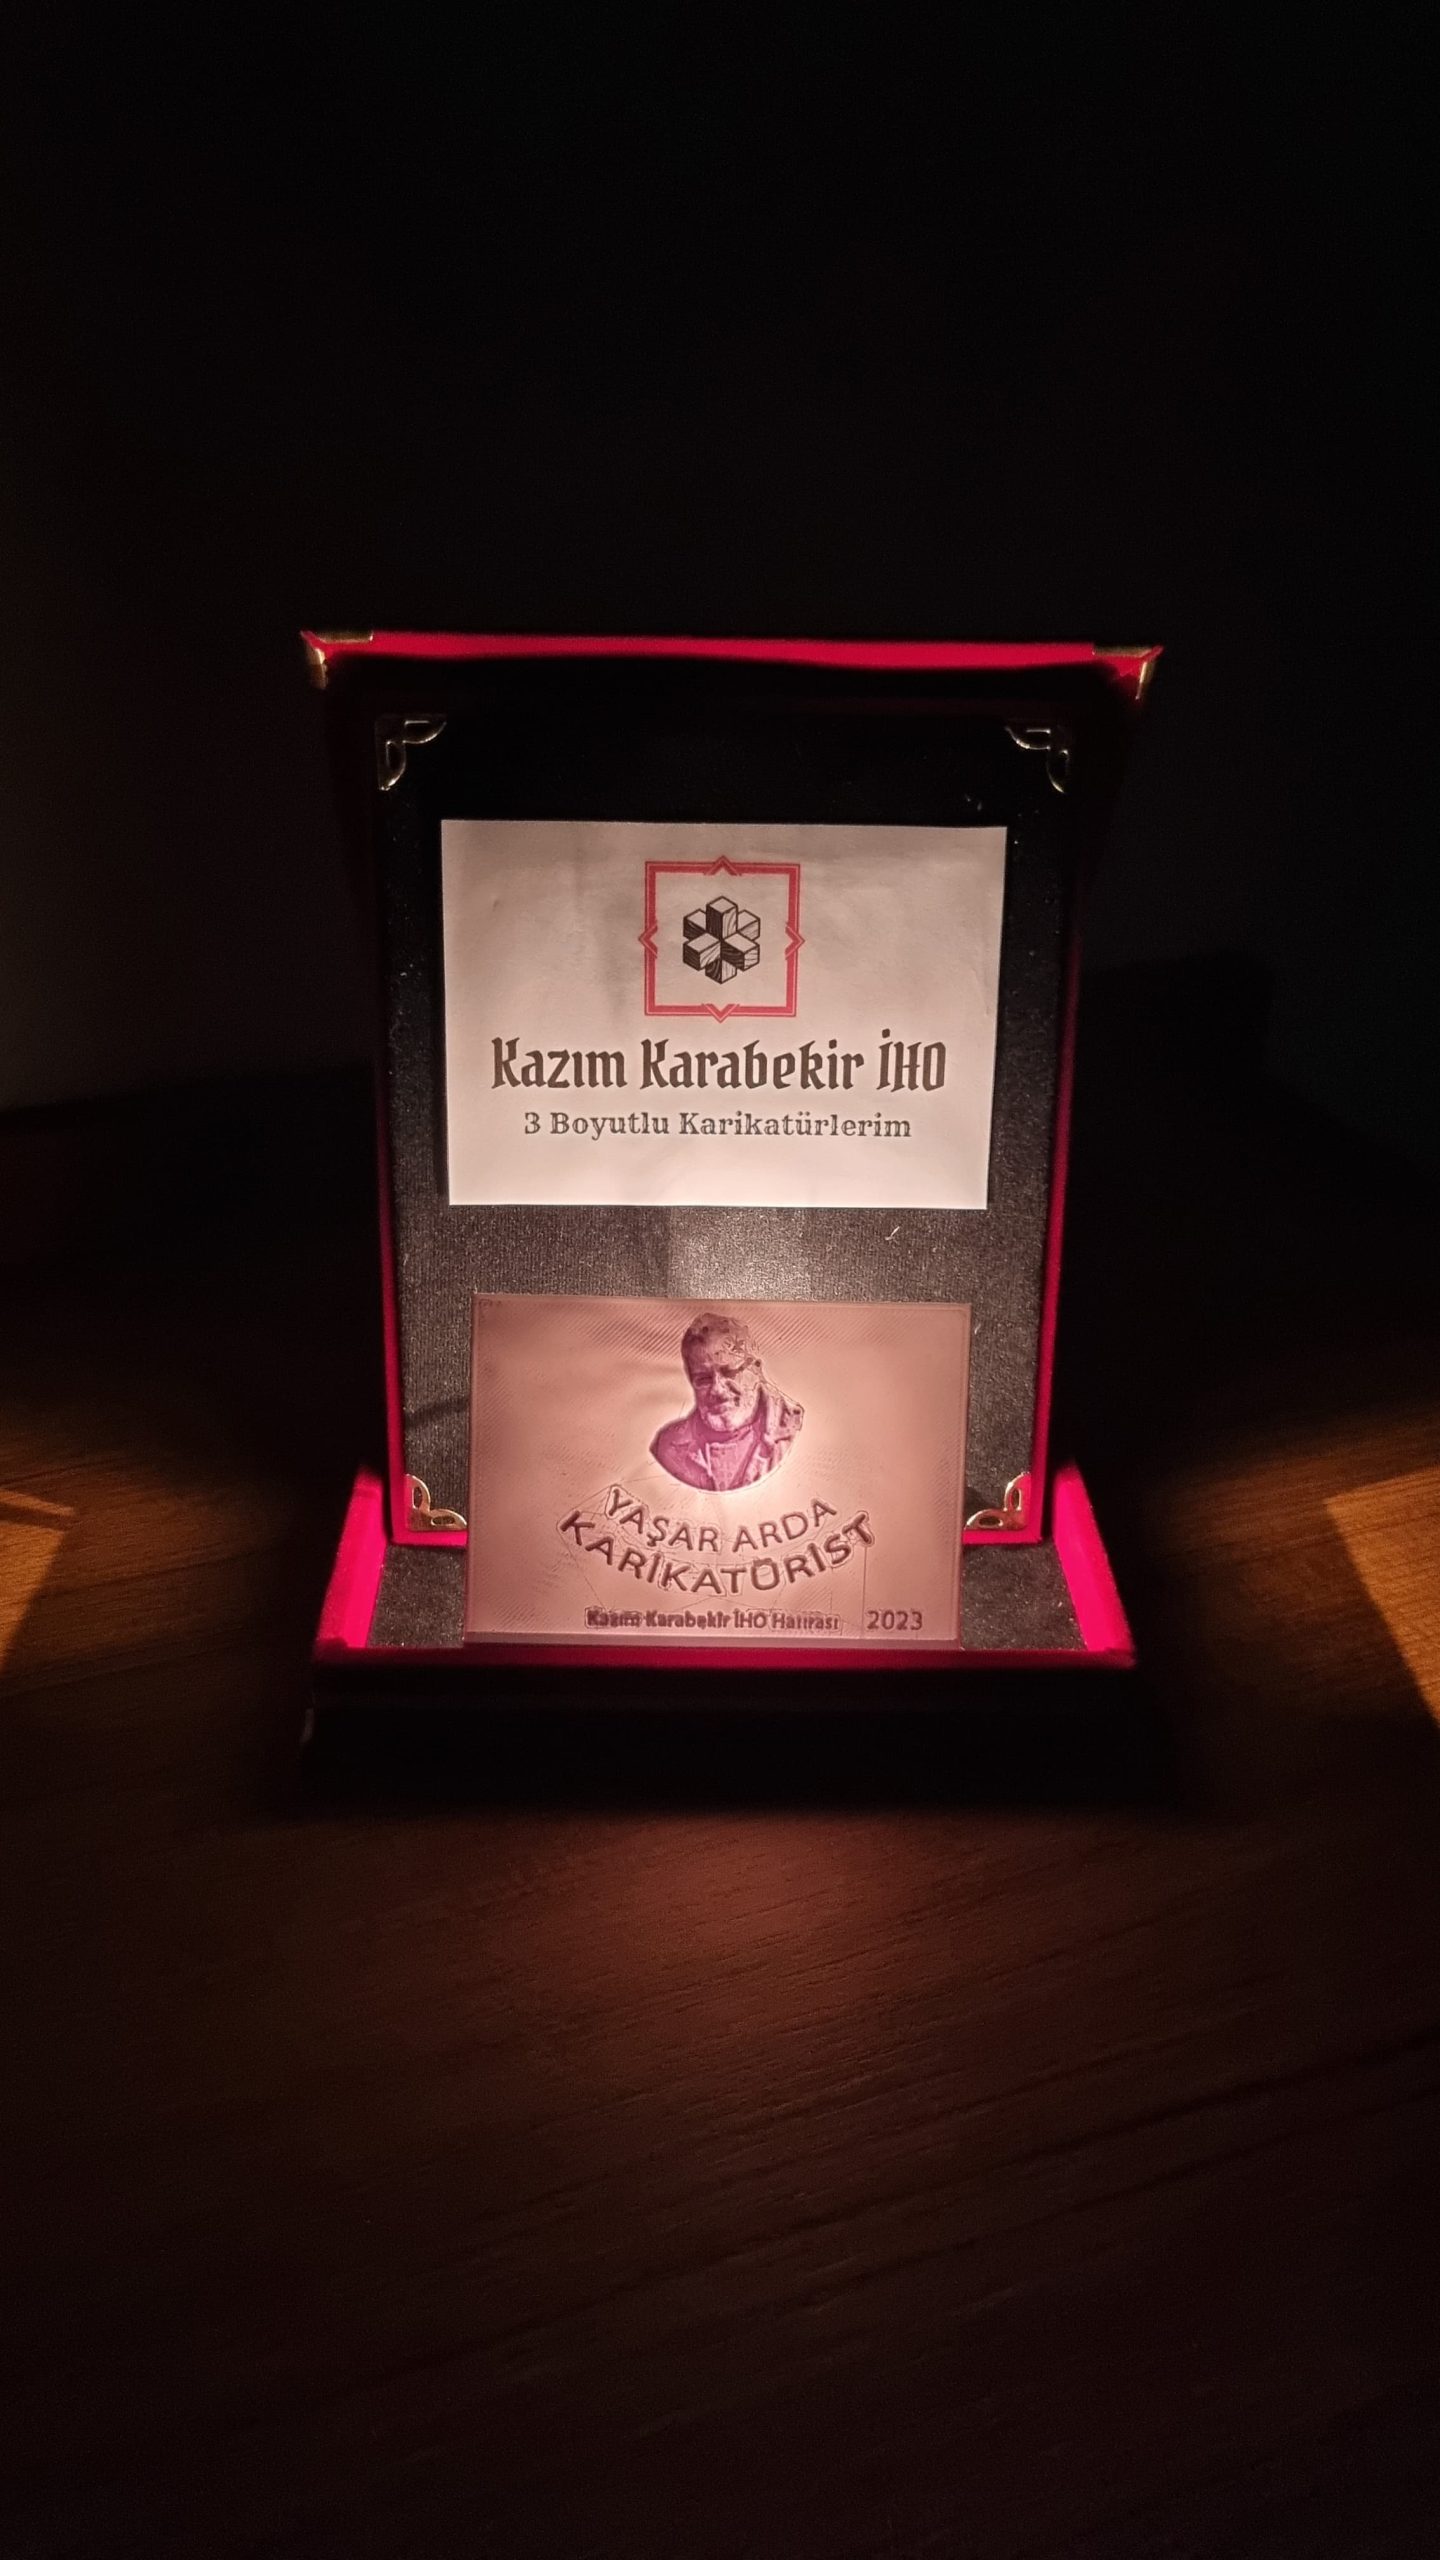 Kazım Karabekir İHO
3 Boyutlu Karikatürlerim
YAŞAR ARDA
KARİKATÜRİST
Kazım Karabekir İHO Hatırası 2023